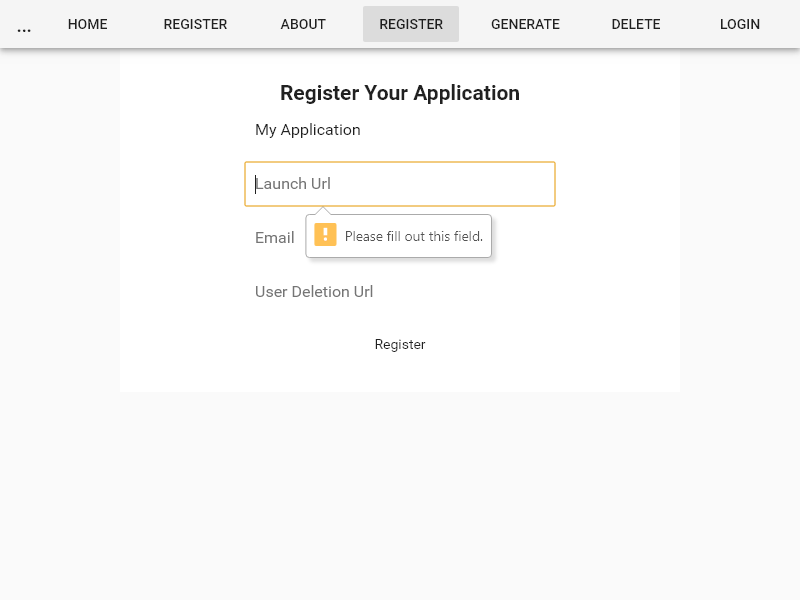 ... HOME REGISTER ABOUT REGISTER GENERATE DELETE LOGIN
Register Your Application
My Application
Launch Url
Email
Please fill out this field.
User Deletion Url
Register